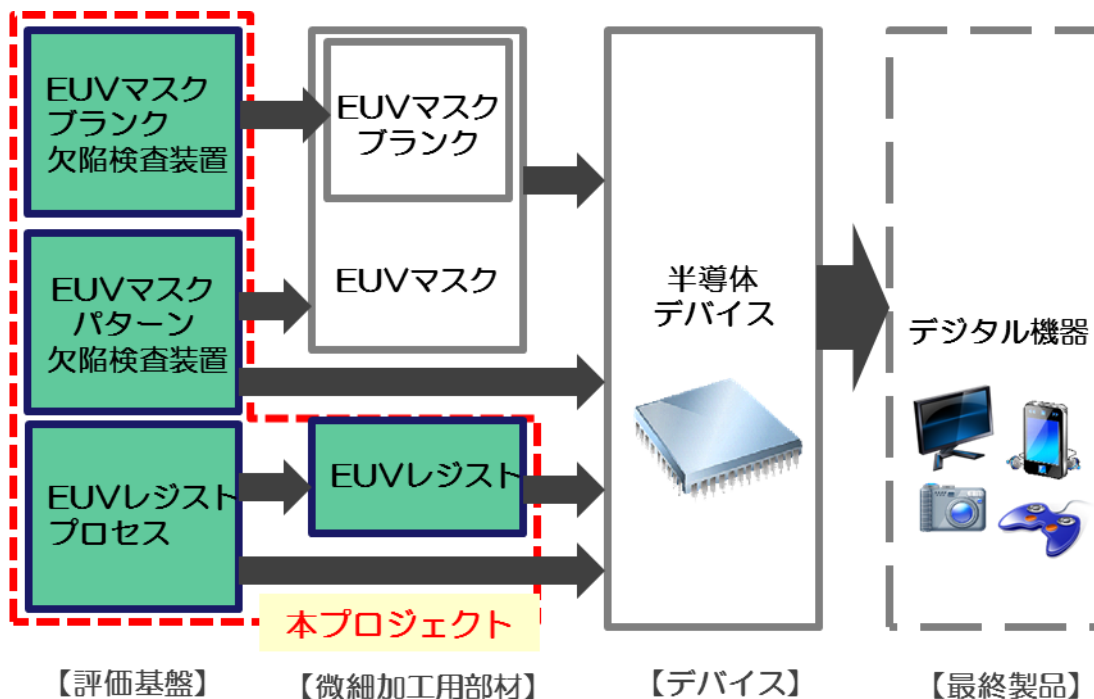 EUVマスク
ブランク
欠陥検査装置
EUVマスク
ブランク
EUVマスク
EUVマスク
パターン
欠陥検査装置
半導体
デバイス
デジタル機器
EUVレジスト
プロセス
EUVレジスト
本プロジェクト
【評価基盤】
【微細加工用部材】
【デバイス】
【最終製品】